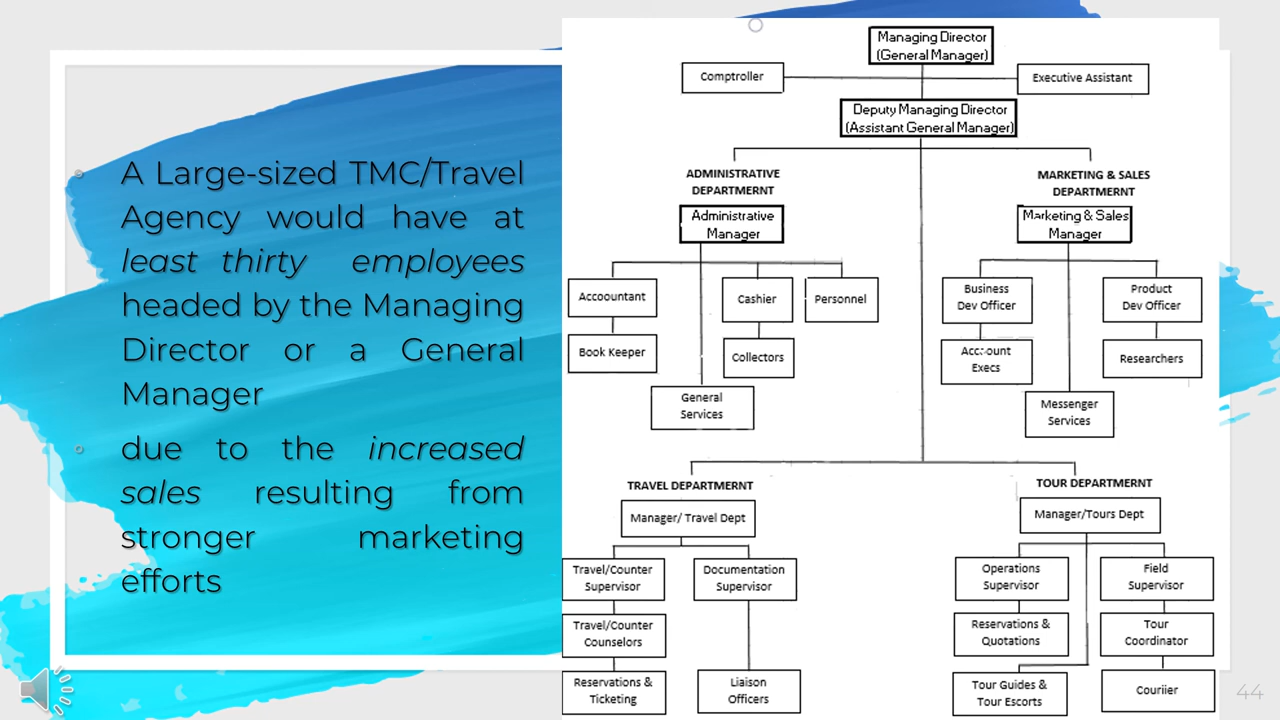 A Large-sized TMC/Travel
Agency would have at
least thirty employees
headed by the Managing
Director or a General
Manager
due to the increased
sales resulting from
stronger marketing
efforts
Managing Director
(General Manager)
Comptroller
Executive Assistant
Deputy Managing Director
(Assistant General Manager)
ADMINISTRATIVE
DEPARTMERNT
Administrative
Manager
Accoountant
Cashier
Personnel
Book Keeper
Collectors
General
Services
MARKETING & SALES
DEPARTMERNT
Marketing & Sales
Manager
Business
Dev Officer
Product
Dev Officer
Account
Execs
Researchers
Messenger
Services
TRAVEL DEPARTMERNT
Manager/ Travel Dept
Travel/Counter
Supervisor
Documentation
Supervisor
Travel/Counter
Counselors
Reservations &
Ticketing
Liaison
Officers
TOUR DEPARTMERNT
Manager/Tours Dept
Operations
Supervisor
Field
Supervisor
Reservations &
Quotations
Tour
Coordinator
Tour Guides &
Tour Escorts
Couriier
44